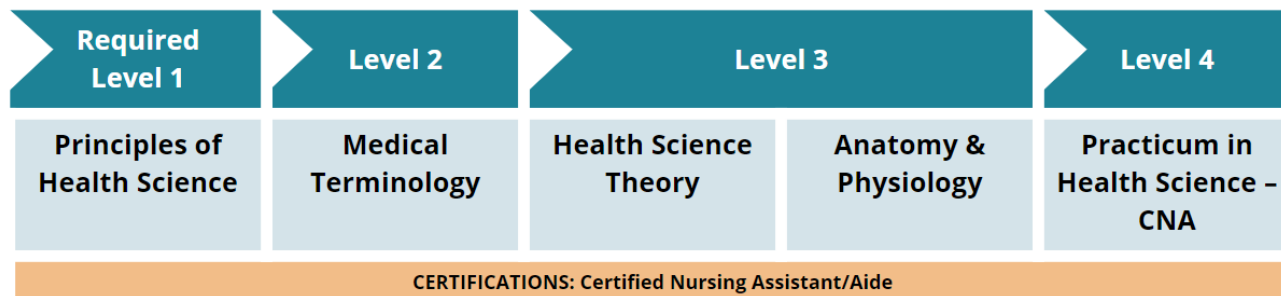 Required
Level 1
Level 2
Level 3
Level 4
Principles of
Health Science
Medical
Terminology
Health Science
Theory
Anatomy &
Physiology
Practicum in
Health Science –
CNA
CERTIFICATIONS: Certified Nursing Assistant/Aide